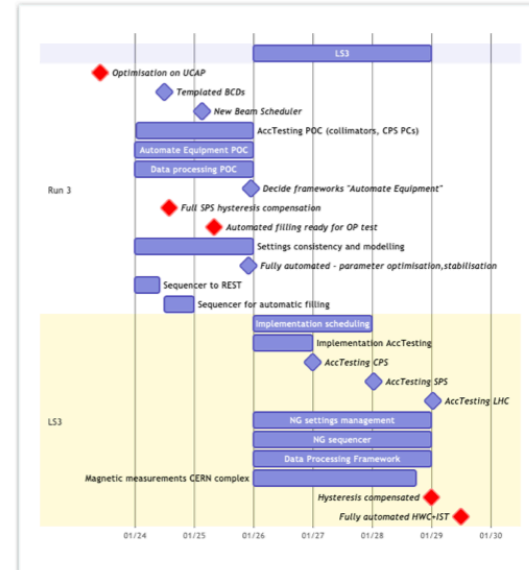 LS3
Optimisation on UCAP
Templated BCDs
New Beam Scheduler
AccTesting POC (collimators, CPS PCs)
Automate Equipment POC
Data processing POC
Decide frameworks "Automate Equipment"
Run 3
Full SPS hysteresis compensation
Automated filling ready for OP test
Settings consistency and modelling
Fully automated - parameter optimisation,stabilisation
Sequencer to REST
Sequencer for automatic filling
Implementation scheduling
Implementation AccTesting
AccTesting CPS
AccTesting SPS
AccTesting LHC
LS3
NG settings management
NG sequencer
Data Processing Framework
Magnetic measurements CERN complex
Hysteresis compensated
Fully automated HWC+IST
01/24 01/25 01/26 01/27 01/28 01/29 01/30